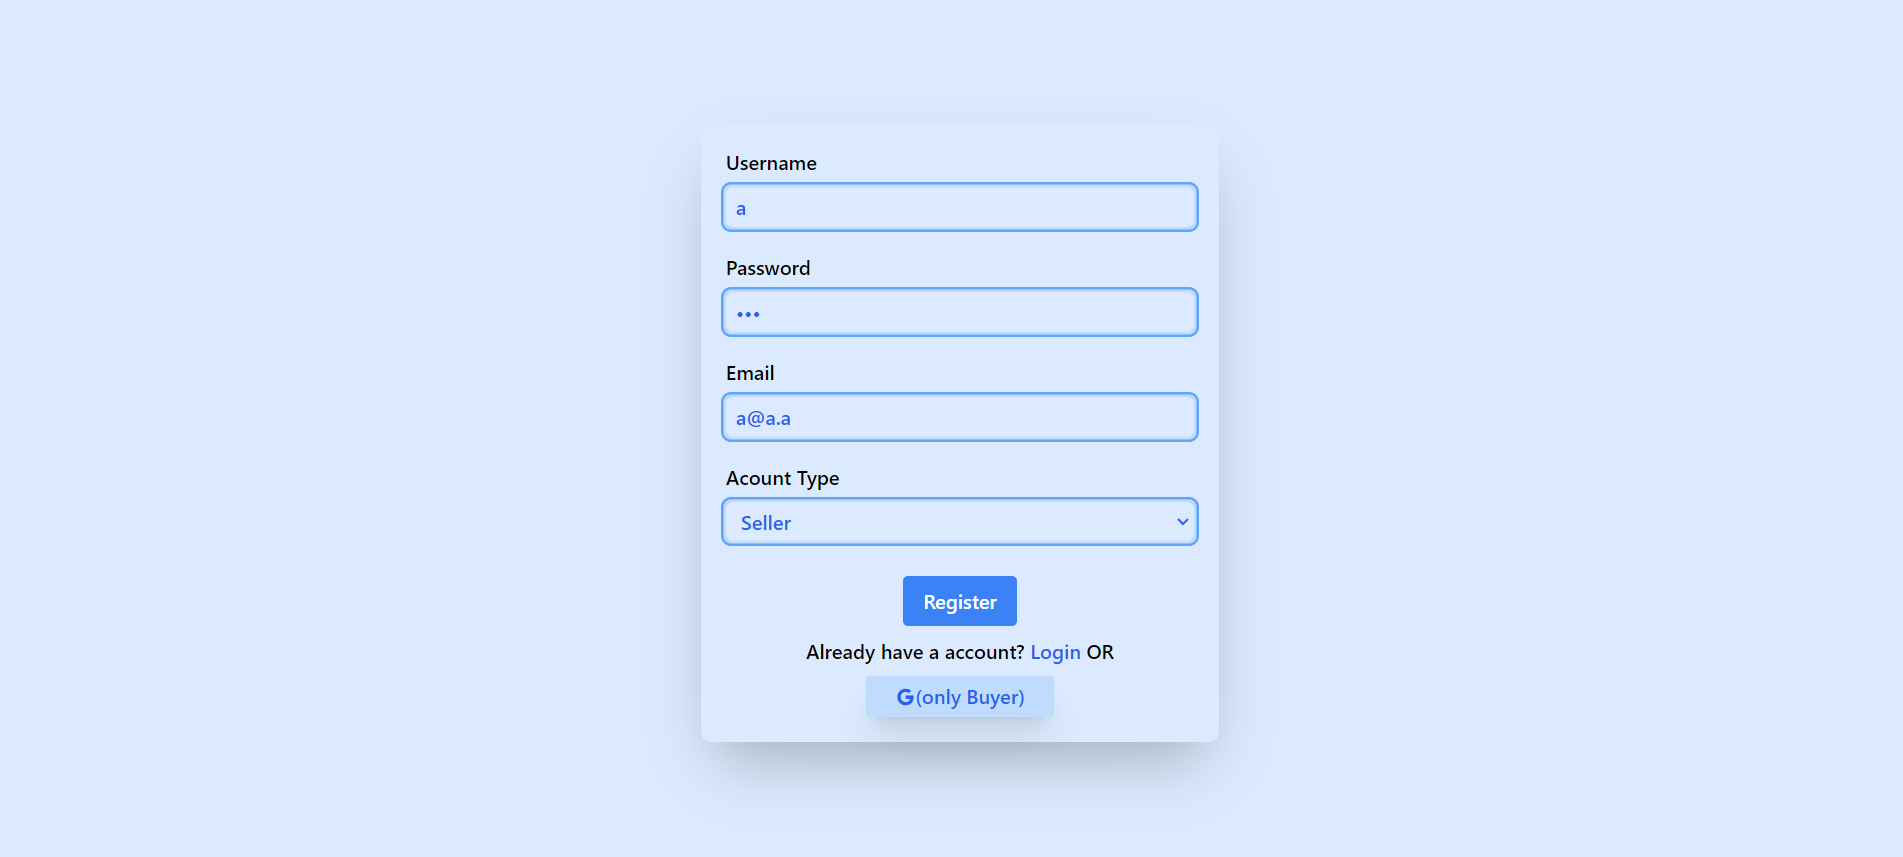 Username
a
Password
•••
Email
a@a.a
Acount Type
Seller
Register
Already have a account? Login OR
G(only Buyer)